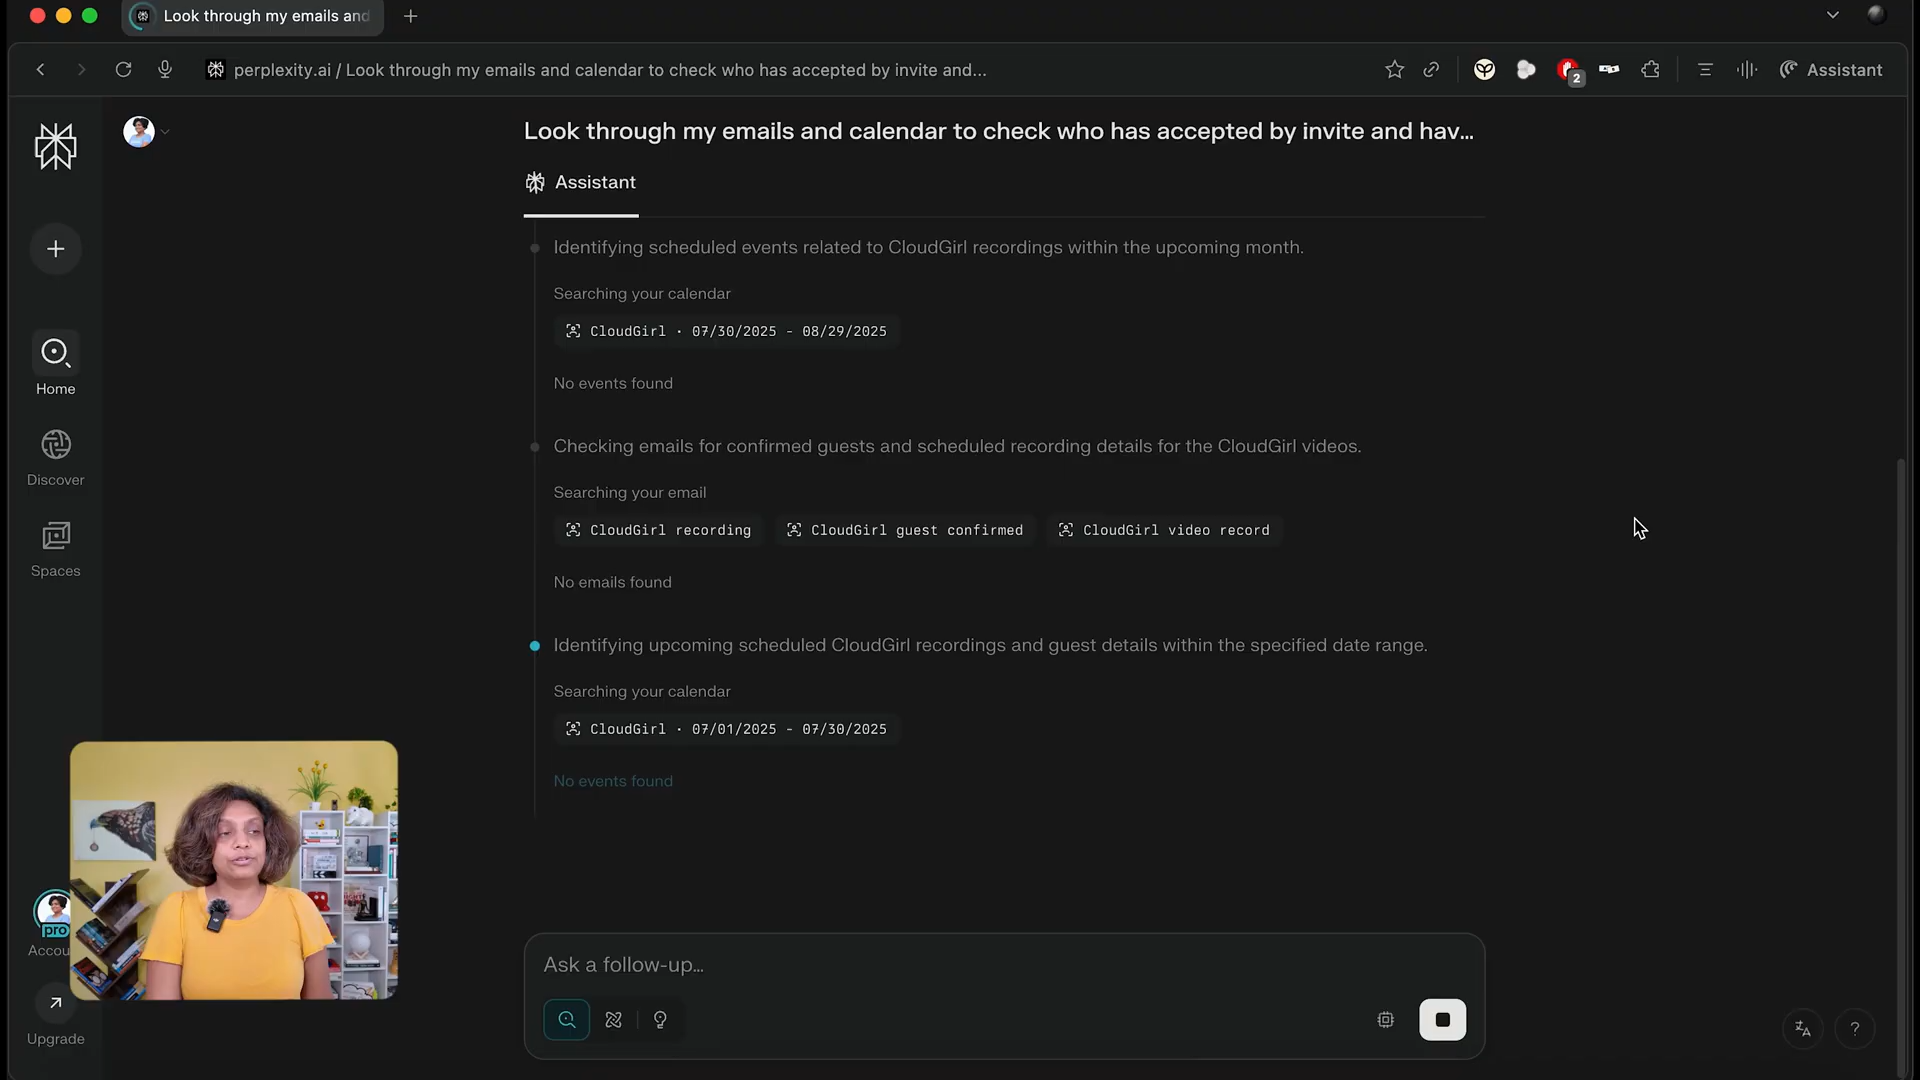 Look through my emails and
perplexity.ai / Look through my emails and calendar to check who has accepted by invite and...
2
Assistant
Look through my emails and calendar to check who has accepted by invite and hav...
Assistant
Identifying scheduled events related to CloudGirl recordings within the upcoming month.
Searching your calendar
CloudGirl · 07/30/2025 - 08/29/2025
No events found
Checking emails for confirmed guests and scheduled recording details for the CloudGirl videos.
Searching your email
CloudGirl recording
CloudGirl guest confirmed
CloudGirl video record
No emails found
Identifying upcoming scheduled CloudGirl recordings and guest details within the specified date range.
Searching your calendar
CloudGirl · 07/01/2025 - 07/30/2025
No events found
Home
Discover
Spaces
pro
Accou
Upgrade
Ask a follow-up...
?